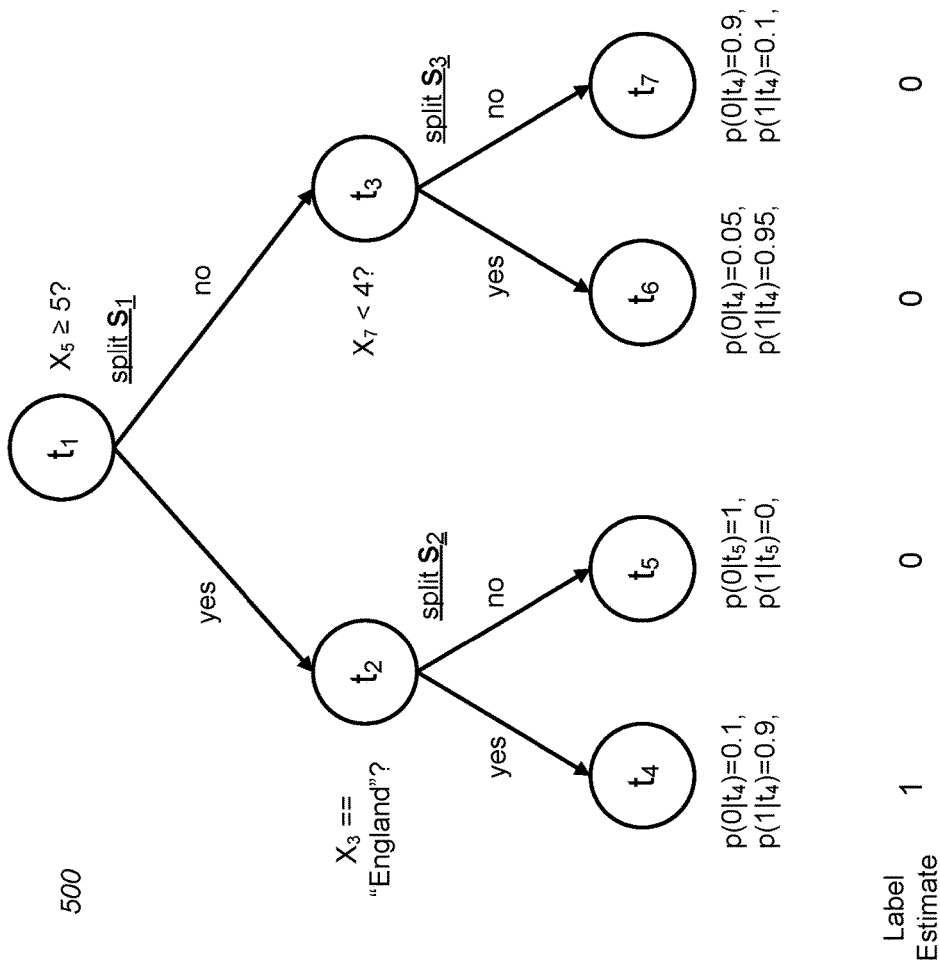 500
t₁
X₅ ≥ 5?
split S₁
yes
no
X₃ ==
“England”?
t₂
split S₂
yes
no
t₃
X₇ < 4?
split S₃
yes
no
t₄
t₅
t₆
t₇
p(0|t₄)=0.1,
p(1|t₄)=0.9,
p(0|t₅)=1,
p(1|t₅)=0,
p(0|t₄)=0.05,
p(1|t₄)=0.95,
p(0|t₄)=0.9,
p(1|t₄)=0.1,
Label
Estimate
1
0
0
0